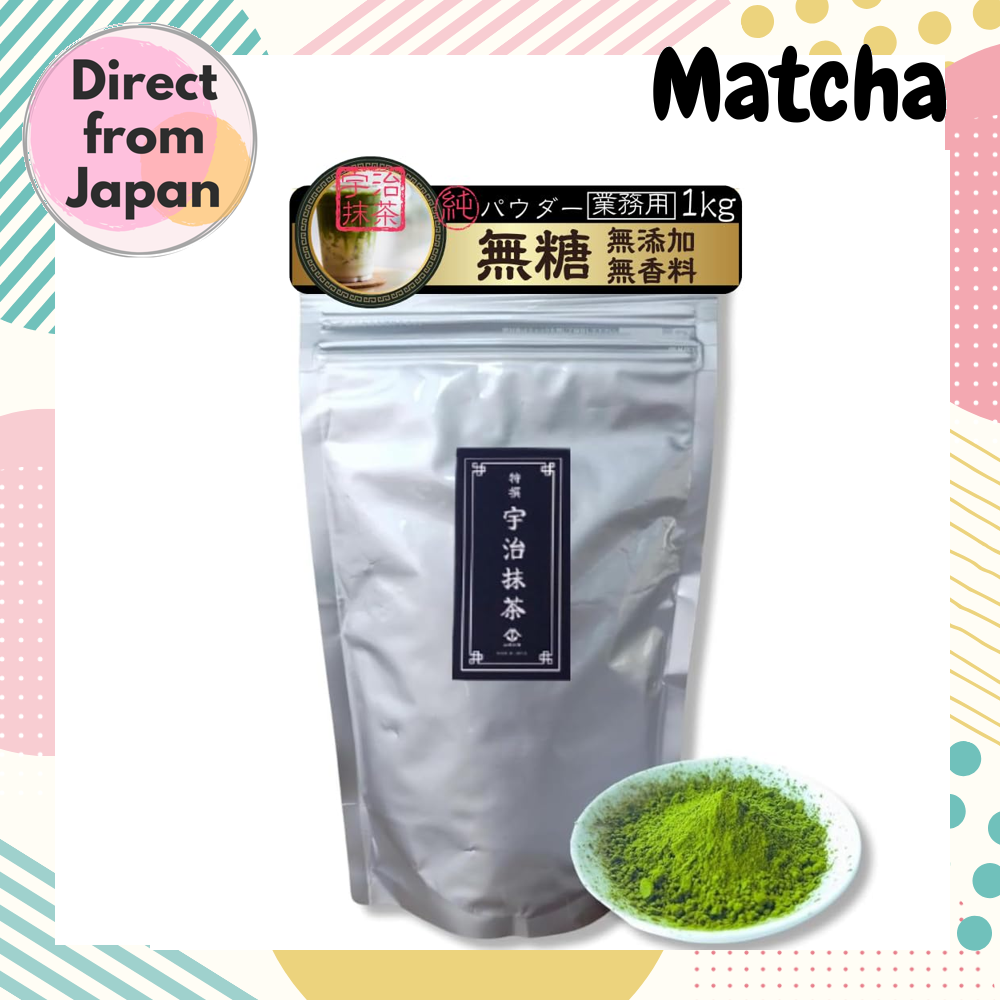 Direct
from
Japan
Matcha
宇治
抹茶
純パウダー 業務用 1kg
無糖
無添加
無香料
特撰
宇治抹茶